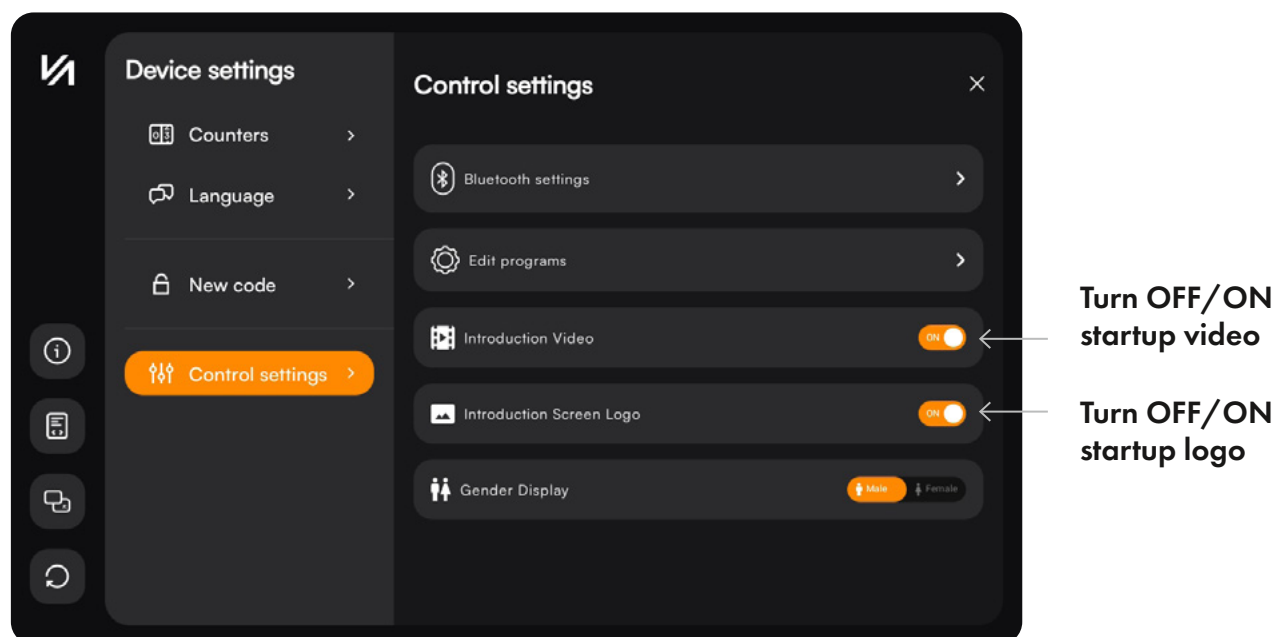 Device settings
Counters
Language
New code
Control settings
Control settings
Bluetooth settings
Edit programs
Introduction Video
ON
Introduction Screen Logo
ON
Gender Display
Male
Female
Turn OFF/ON
startup video
Turn OFF/ON
startup logo